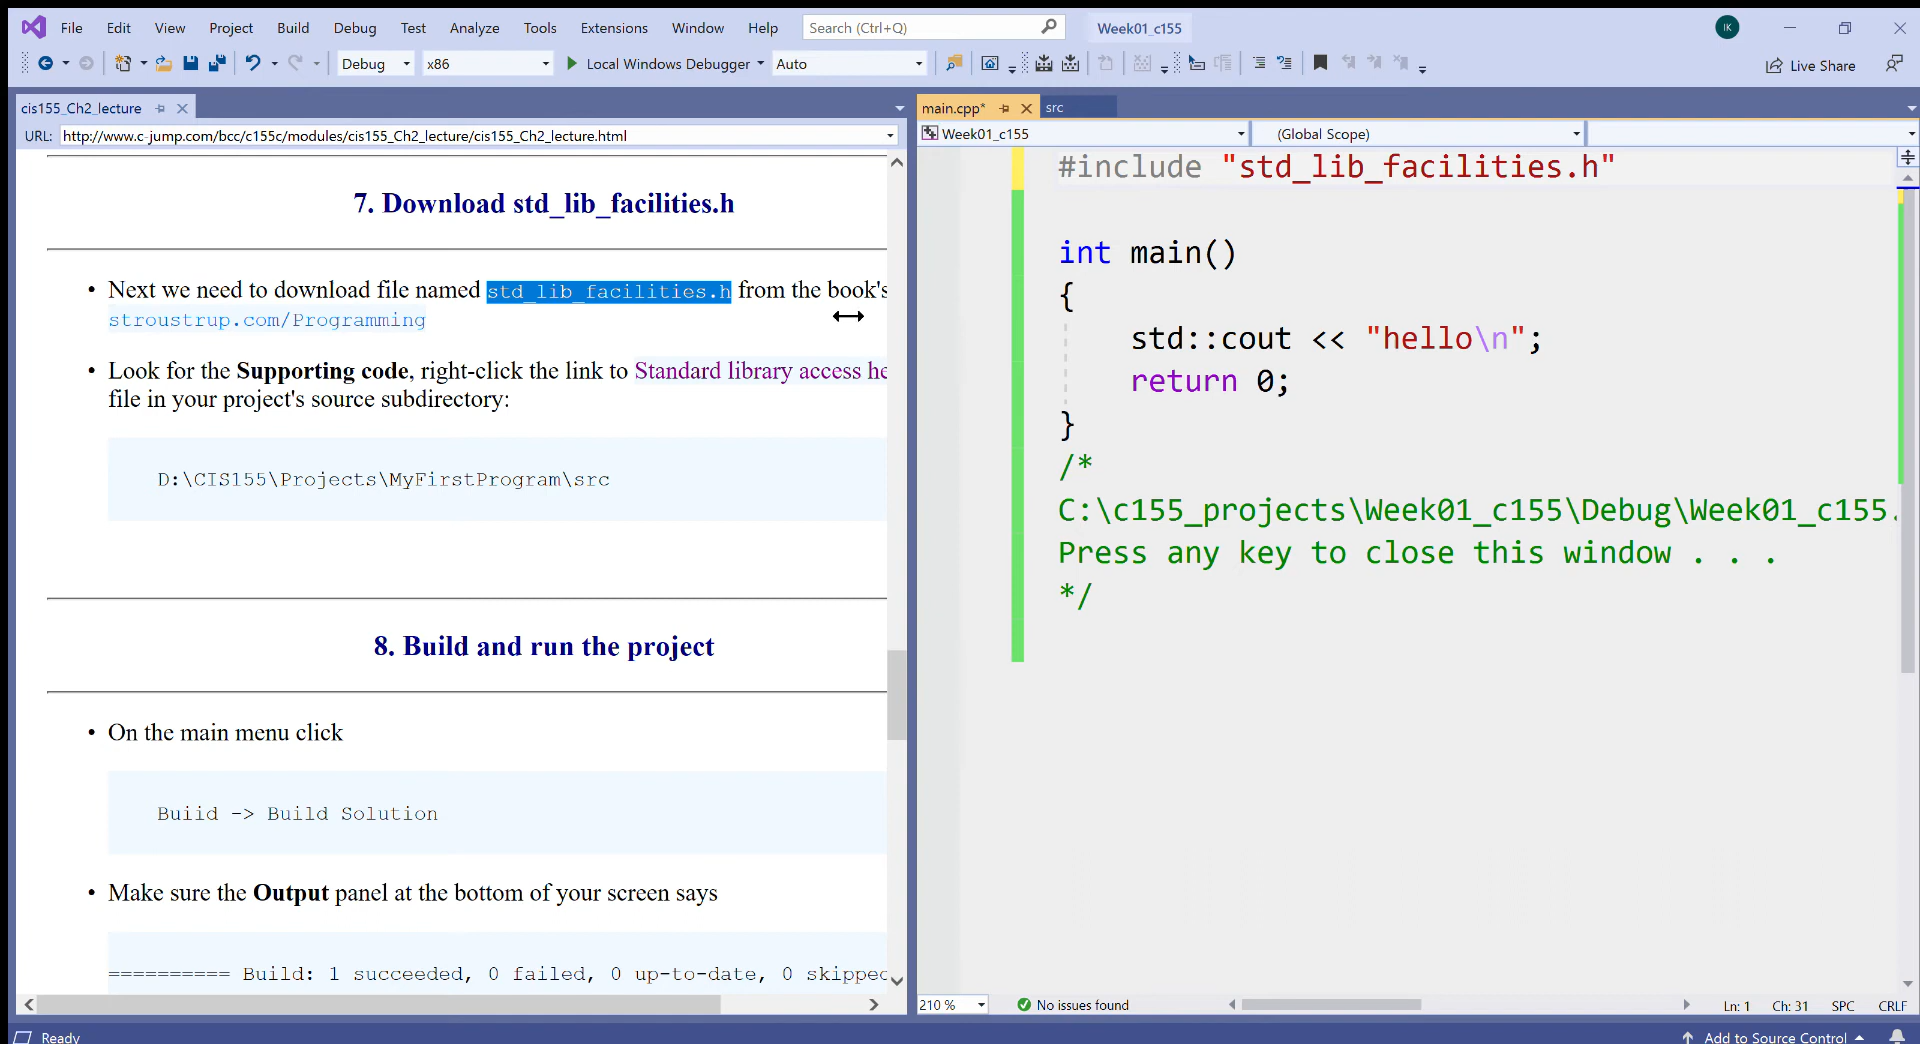 File Edit View Project Build Debug Test Analyze Tools Extensions Window Help Search (Ctrl+Q) Week01_c155 IK
Debug x86 Local Windows Debugger Auto Live Share
cis155_Ch2_lecture
URL: http://www.c-jump.com/bcc/c155c/modules/cis155_Ch2_lecture/cis155_Ch2_lecture.html
7. Download std_lib_facilities.h
• Next we need to download file named std_lib_facilities.h from the book's
stroustrup.com/Programming
• Look for the Supporting code, right-click the link to Standard library access he
file in your project's source subdirectory:
D:\CIS155\Projects\MyFirstProgram\src
8. Build and run the project
• On the main menu click
Buiid -> Build Solution
• Make sure the Output panel at the bottom of your screen says
========== Build: 1 succeeded, 0 failed, 0 up-to-date, 0 skipped
main.cpp* src
Week01_c155 (Global Scope)
#include "std_lib_facilities.h"
int main()
{
std::cout << "hello\n";
return 0;
}
/*
C:\c155_projects\Week01_c155\Debug\Week01_c155.
Press any key to close this window . . .
*/
210 % No issues found Ln: 1 Ch: 31 SPC CRLF
Ready Add to Source Control